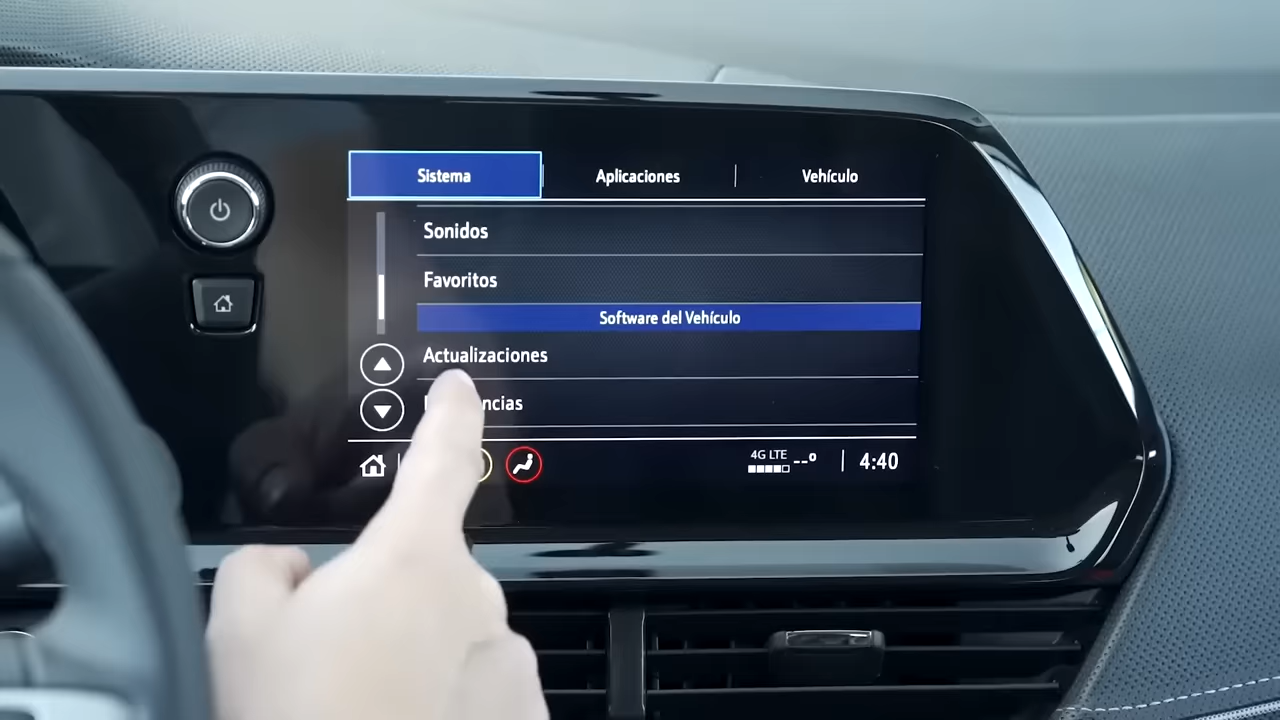 Sistema
Aplicaciones
Vehículo
Sonidos
Favoritos
Software del Vehículo
Actualizaciones
4G LTE
--°
4:40